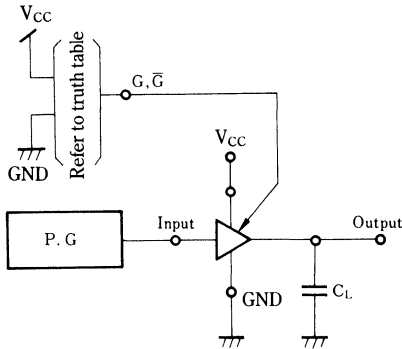 VCC
Refer to truth table
G, G̅
GND
VCC
P. G
Input
Output
GND
CL